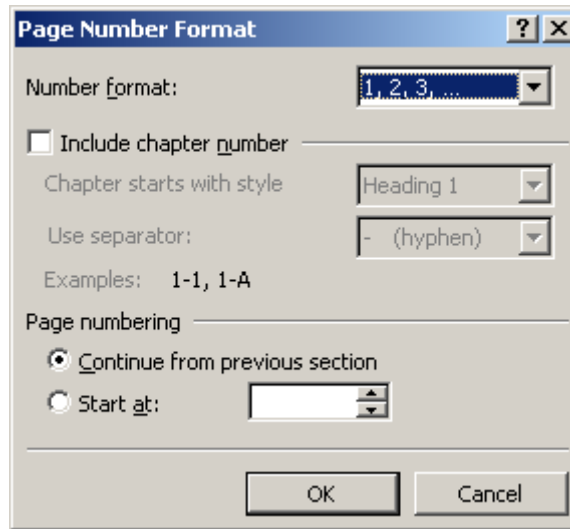 Page Number Format
Number format: 1, 2, 3, ...
Include chapter number
Chapter starts with style Heading 1
Use separator: - (hyphen)
Examples: 1-1, 1-A
Page numbering
Continue from previous section
Start at:
OK Cancel